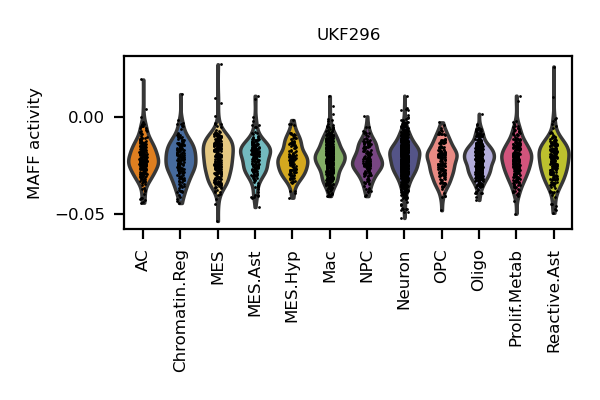 UKF296
MAFF activity
0.00
−0.05
AC
Chromatin.Reg
MES
MES.Ast
MES.Hyp
Mac
NPC
Neuron
OPC
Oligo
Prolif.Metab
Reactive.Ast